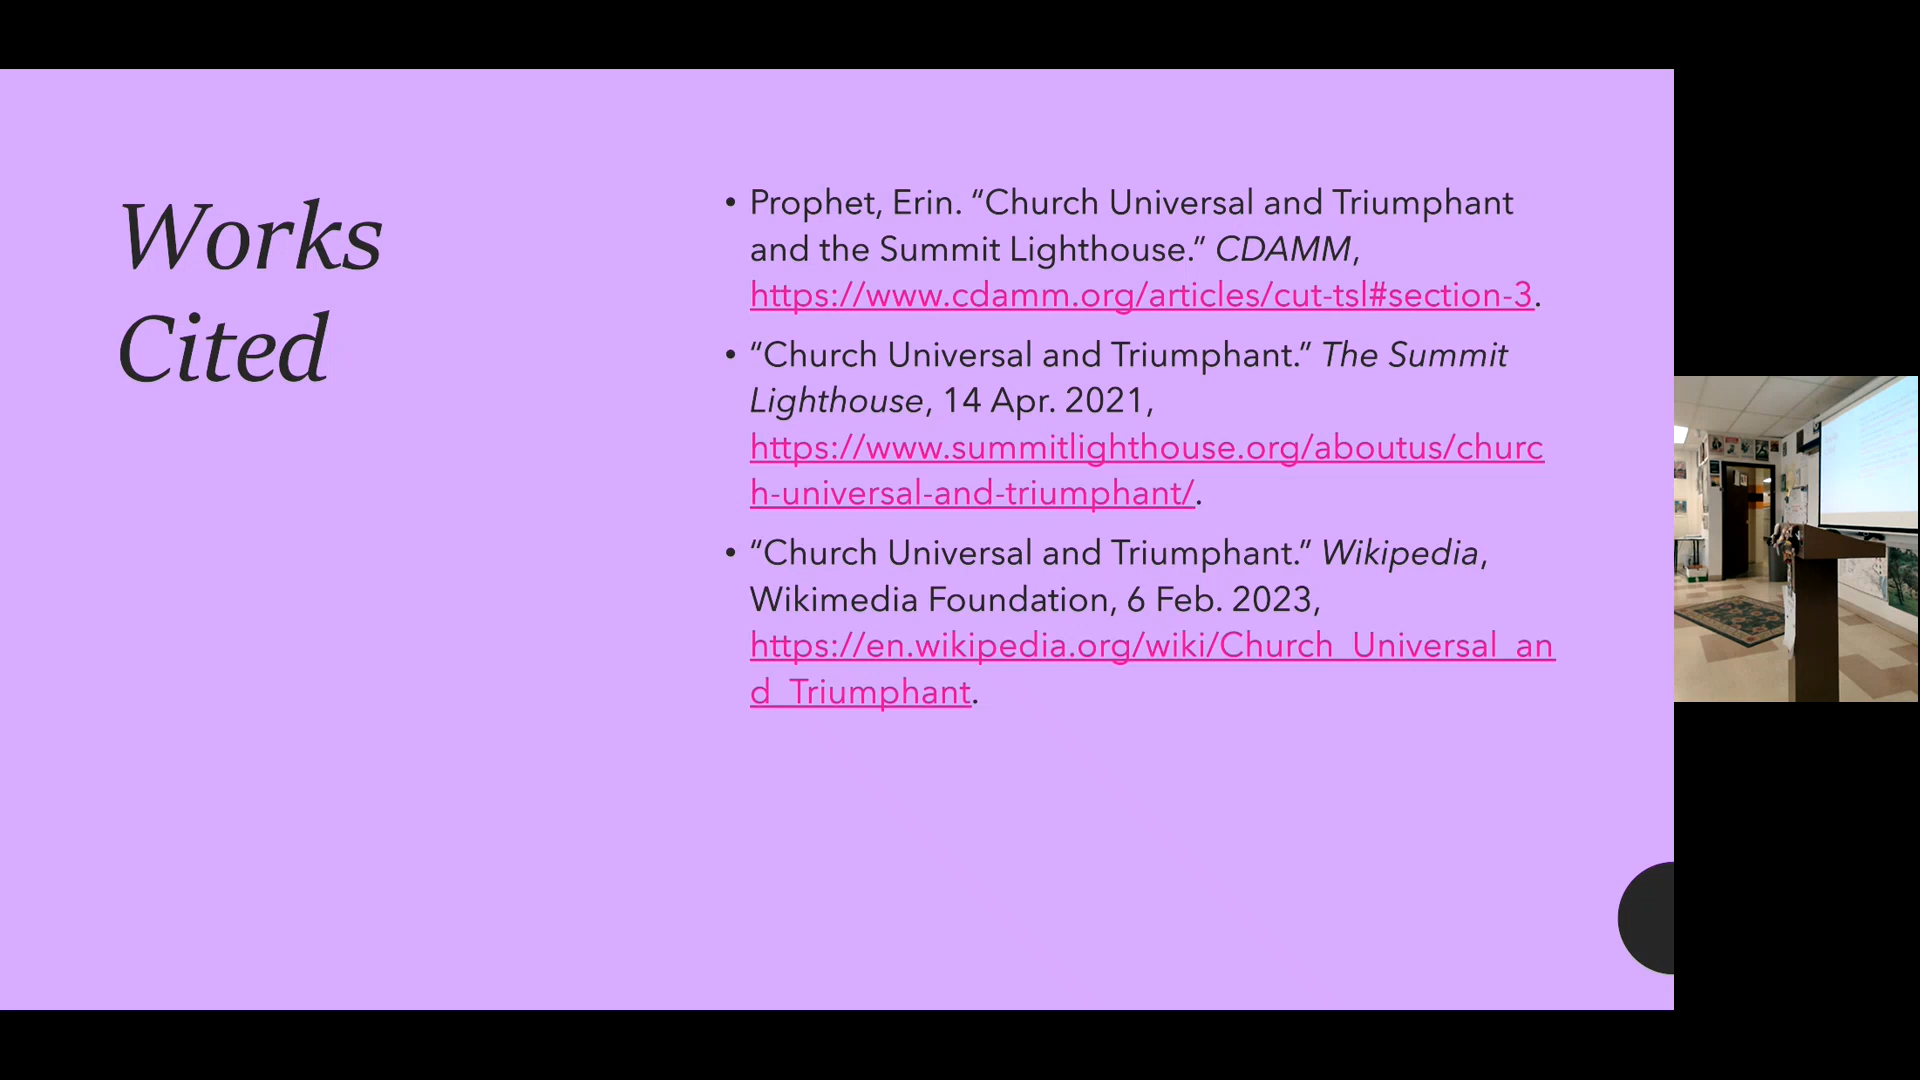 Works
Cited
• Prophet, Erin. “Church Universal and Triumphant
and the Summit Lighthouse.” CDAMM,
https://www.cdamm.org/articles/cut-tsl#section-3.
• “Church Universal and Triumphant.” The Summit
Lighthouse, 14 Apr. 2021,
https://www.summitlighthouse.org/aboutus/churc
h-universal-and-triumphant/.
• “Church Universal and Triumphant.” Wikipedia,
Wikimedia Foundation, 6 Feb. 2023,
https://en.wikipedia.org/wiki/Church_Universal_an
d_Triumphant.